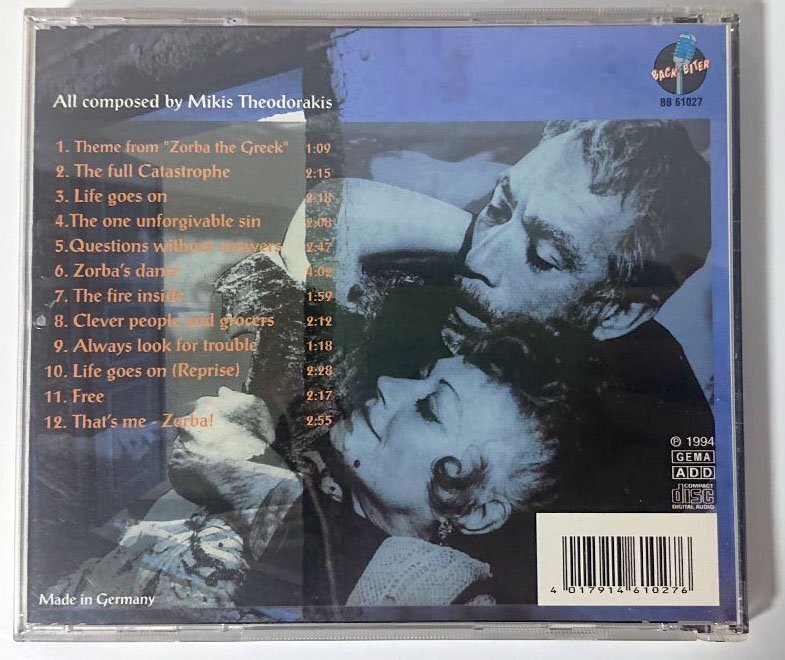 BACK BITER
BB 61027
All composed by Mikis Theodorakis
1. Theme from "Zorba the Greek" 1:09
2. The full Catastrophe 2:15
3. Life goes on 2:18
4.The one unforgivable sin 2:08
5.Questions without answers 2:47
6. Zorba's dance 4:02
7. The fire inside 1:59
8. Clever people and grocers 2:12
9. Always look for trouble 1:18
10. Life goes on (Reprise) 2:28
11. Free 2:17
12. That's me - Zorba! 2:55
℗ 1994
GEMA
ADD
COMPACT
disc
DIGITAL AUDIO
4 017914 610276
Made in Germany